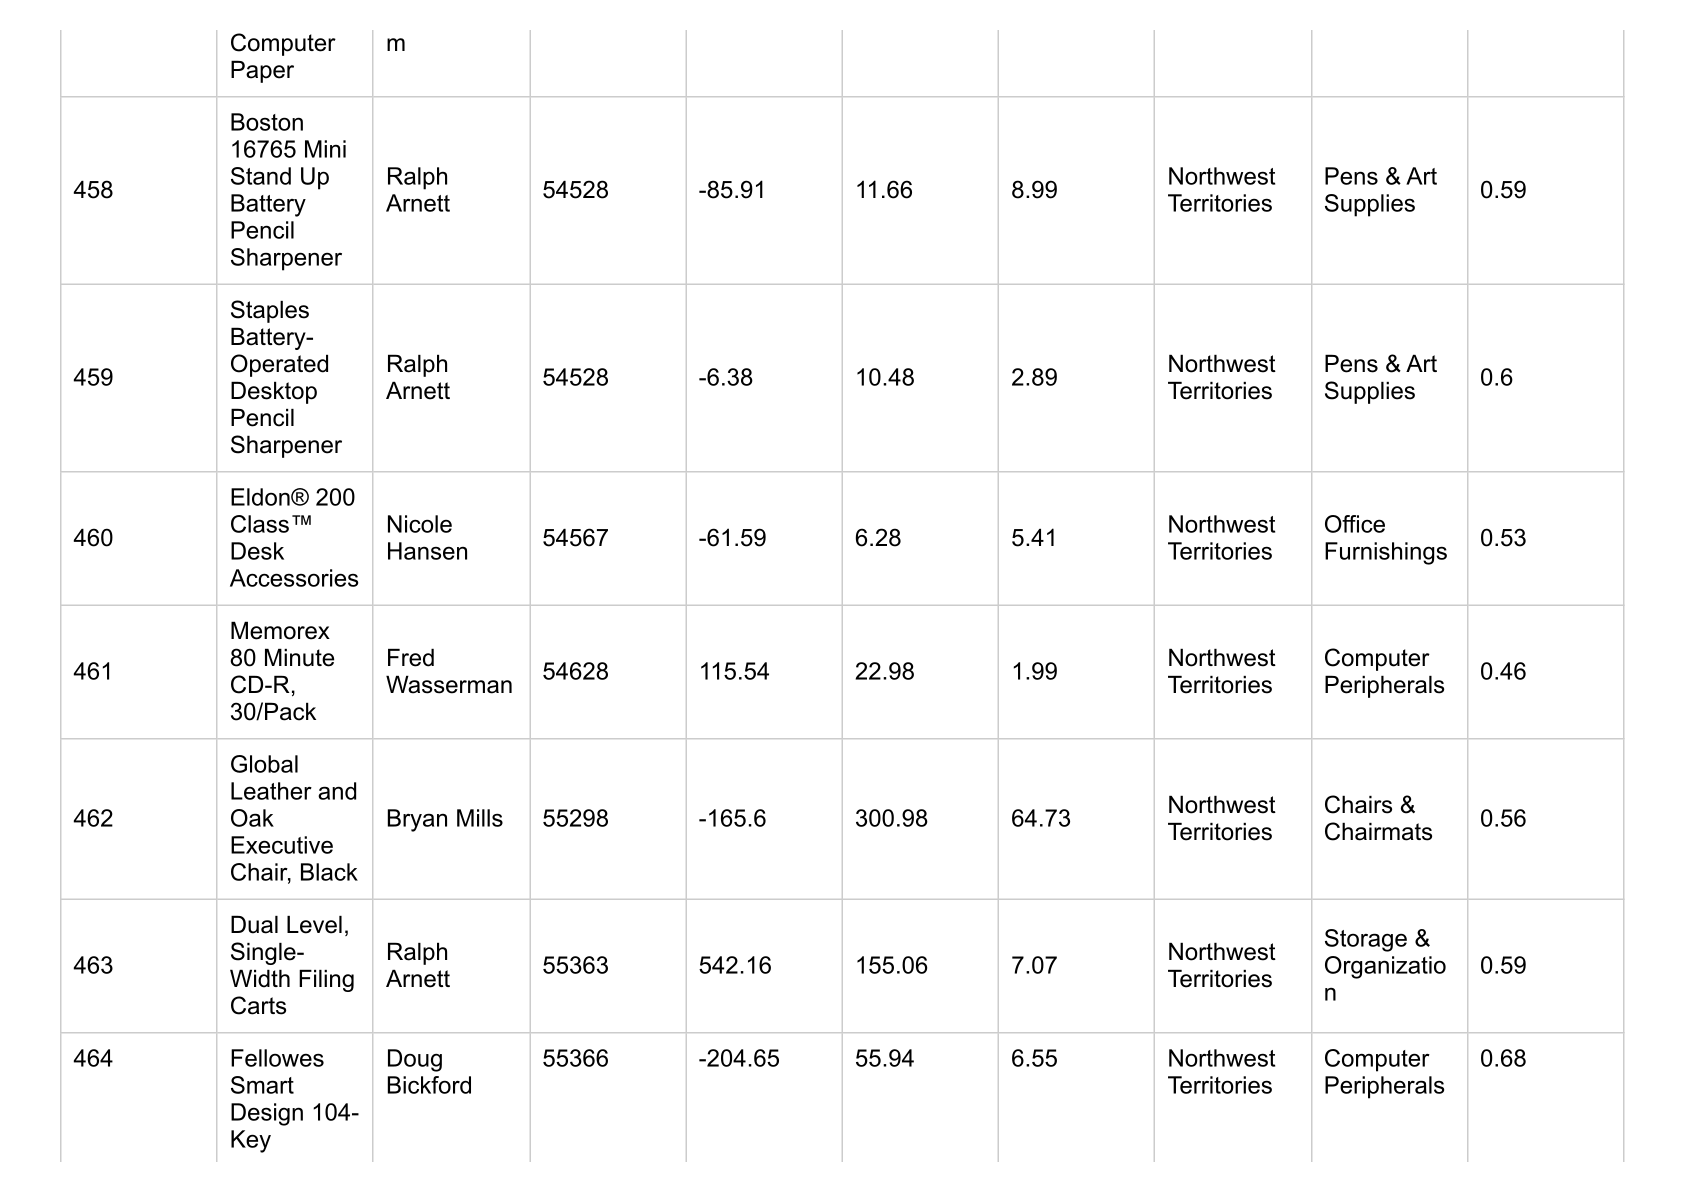 Computer m
Paper
458 Boston 16765 Mini Stand Up Battery Pencil Sharpener Ralph Arnett 54528 -85.91 11.66 8.99 Northwest Territories Pens & Art Supplies 0.59
459 Staples Battery-Operated Desktop Pencil Sharpener Ralph Arnett 54528 -6.38 10.48 2.89 Northwest Territories Pens & Art Supplies 0.6
460 Eldon® 200 Class™ Desk Accessories Nicole Hansen 54567 -61.59 6.28 5.41 Northwest Territories Office Furnishings 0.53
461 Memorex 80 Minute CD-R, 30/Pack Fred Wasserman 54628 115.54 22.98 1.99 Northwest Territories Computer Peripherals 0.46
462 Global Leather and Oak Executive Chair, Black Bryan Mills 55298 -165.6 300.98 64.73 Northwest Territories Chairs & Chairmats 0.56
463 Dual Level, Single-Width Filing Carts Ralph Arnett 55363 542.16 155.06 7.07 Northwest Territories Storage & Organization 0.59
464 Fellowes Smart Design 104-Key Doug Bickford 55366 -204.65 55.94 6.55 Northwest Territories Computer Peripherals 0.68